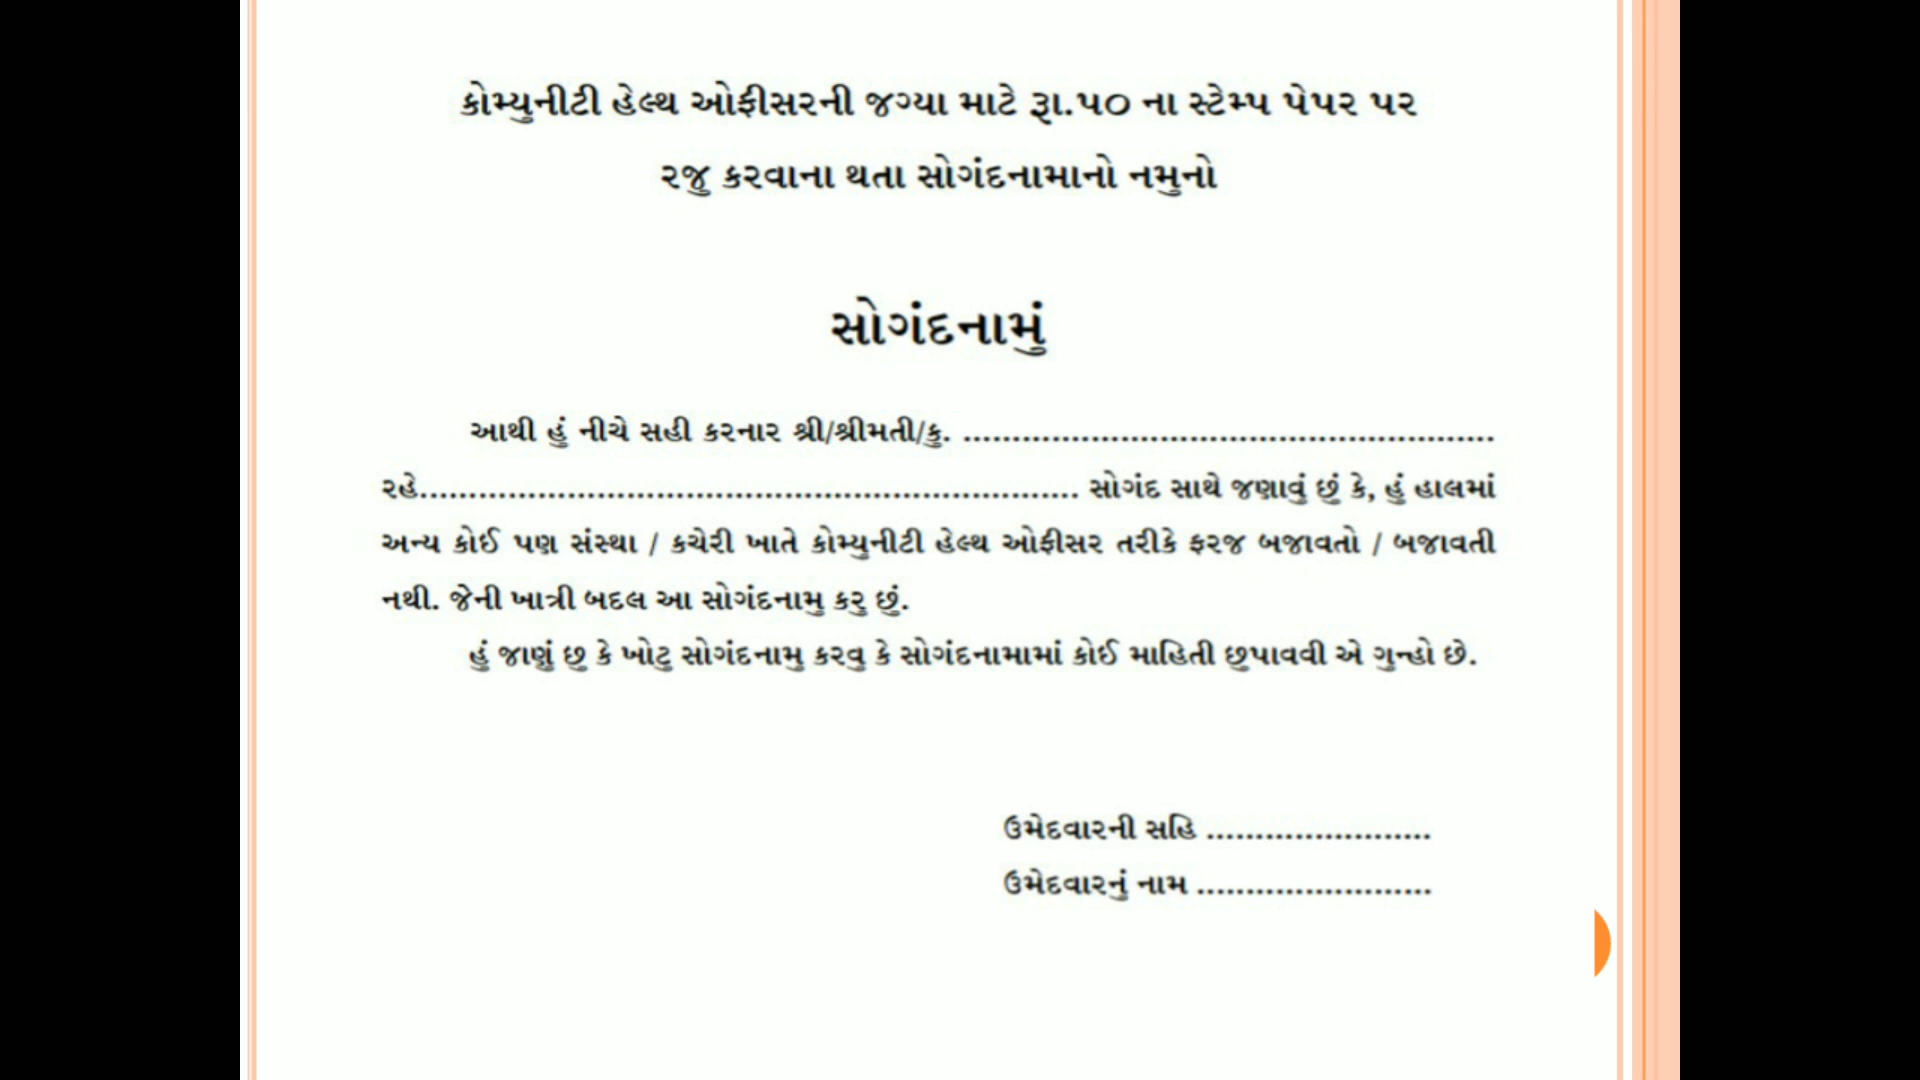 કોમ્યુનીટી હેલ્થ ઓફીસરની જગ્યા માટે રૂા.૫૦ ના સ્ટેમ્પ પેપર પર
રજુ કરવાના થતા સોગંદનામાનો નમુનો
સોગંદનામું
આથી હું નીચે સહી કરનાર શ્રી/શ્રીમતી/કુ. ......................................................
રહે................................................................... સોગંદ સાથે જણાવું છું કે, હું હાલમાં
અન્ય કોઈ પણ સંસ્થા / કચેરી ખાતે કોમ્યુનીટી હેલ્થ ઓફીસર તરીકે ફરજ બજાવતો / બજાવતી
નથી. જેની ખાત્રી બદલ આ સોગંદનામુ કરુ છું.
હું જાણું છુ કે ખોટુ સોગંદનામુ કરવુ કે સોગંદનામામાં કોઈ માહિતી છુપાવવી એ ગુન્હો છે.
ઉમેદવારની સહિ .......................
ઉમેદવારનું નામ ........................